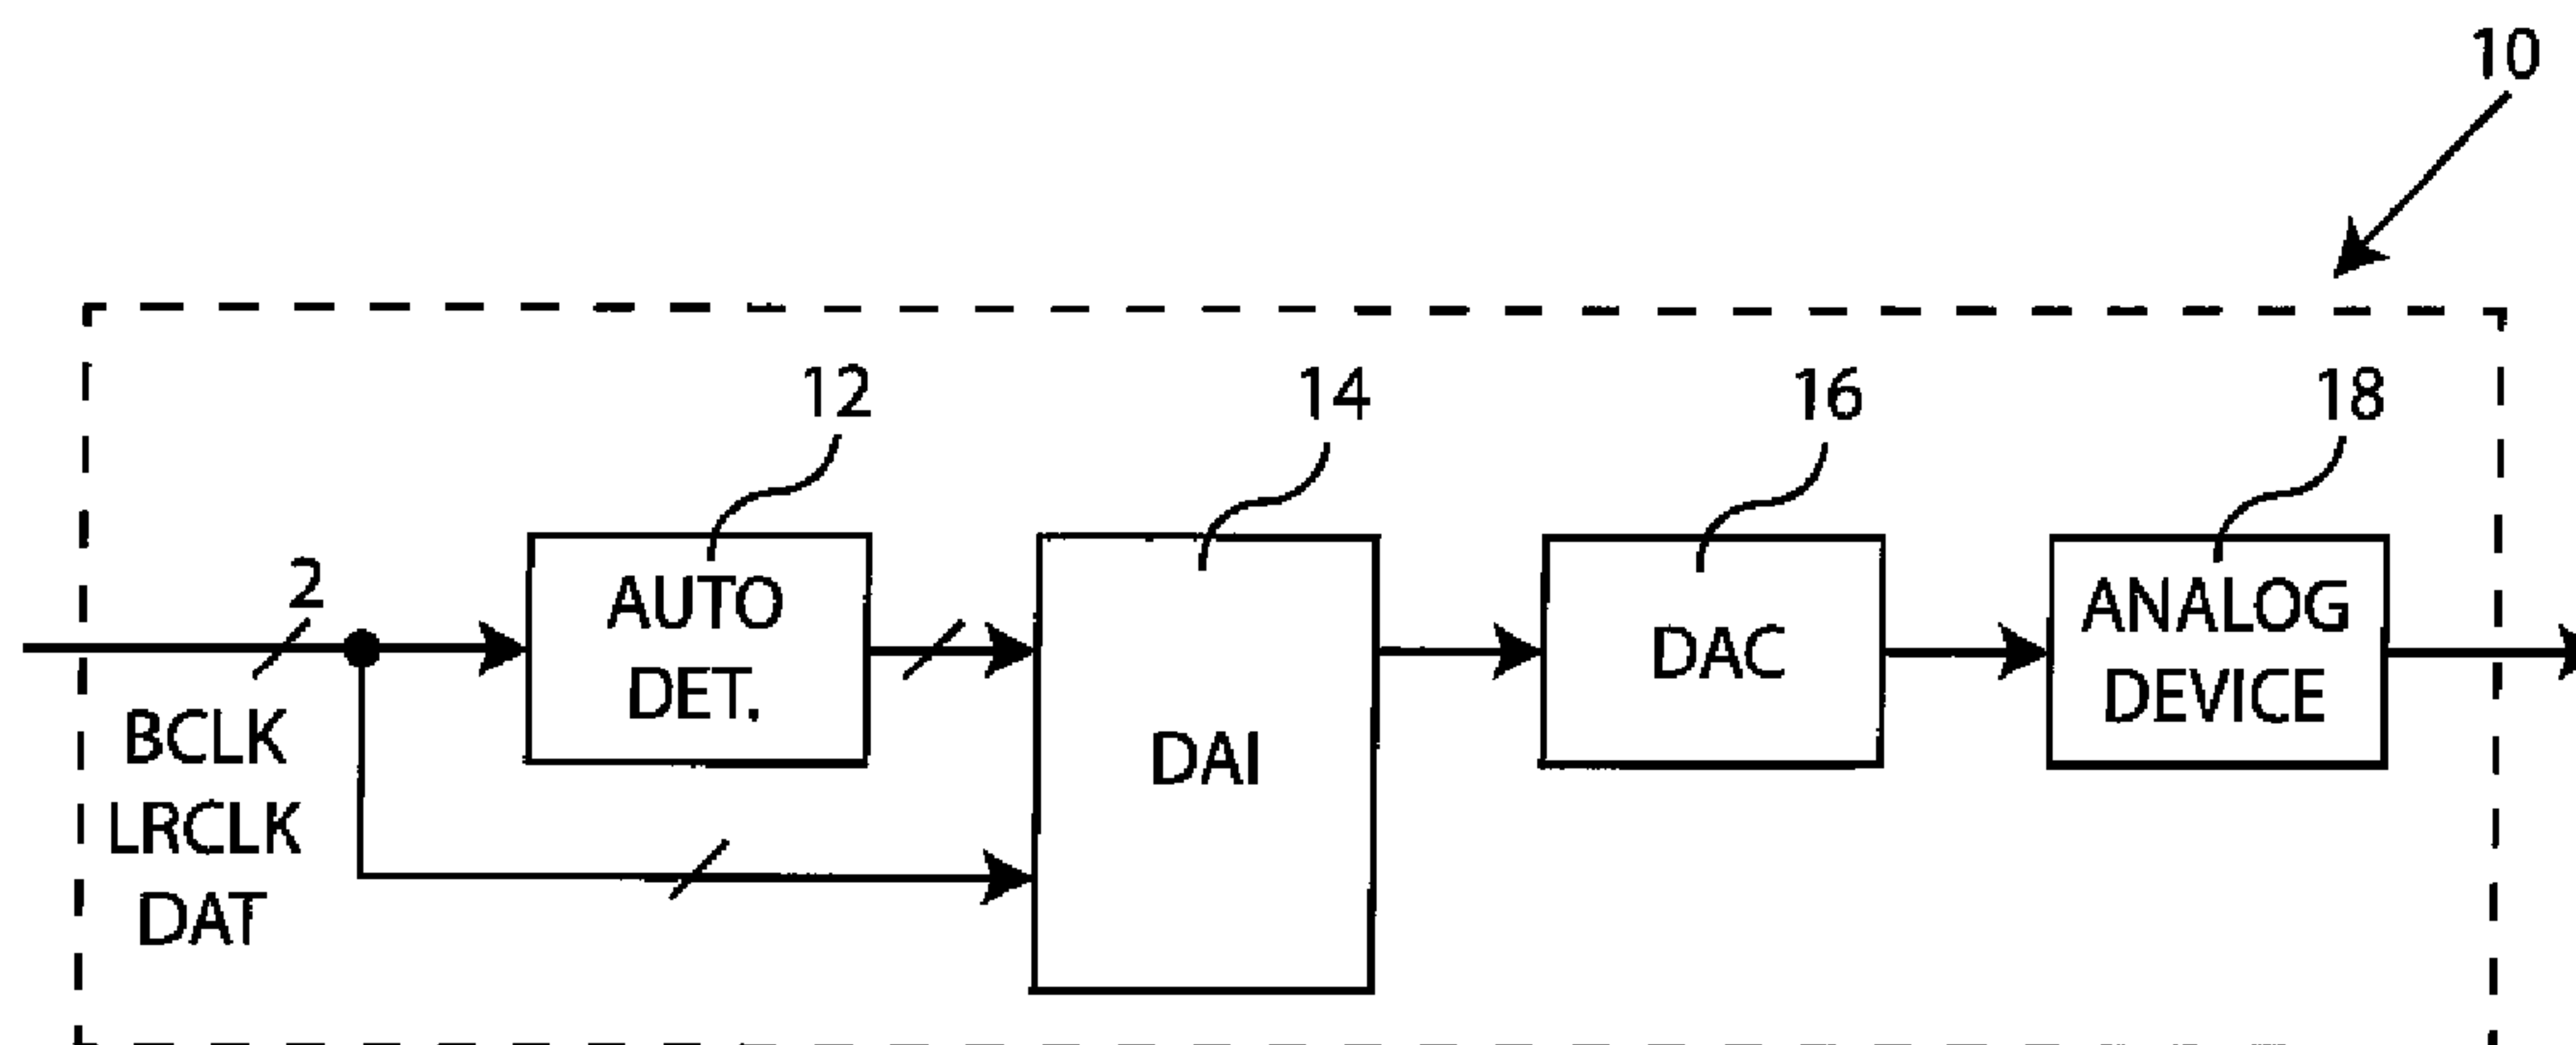 10
12
14
16
18
2
AUTO
DET.
DAI
DAC
ANALOG
DEVICE
BCLK
LRCLK
DAT